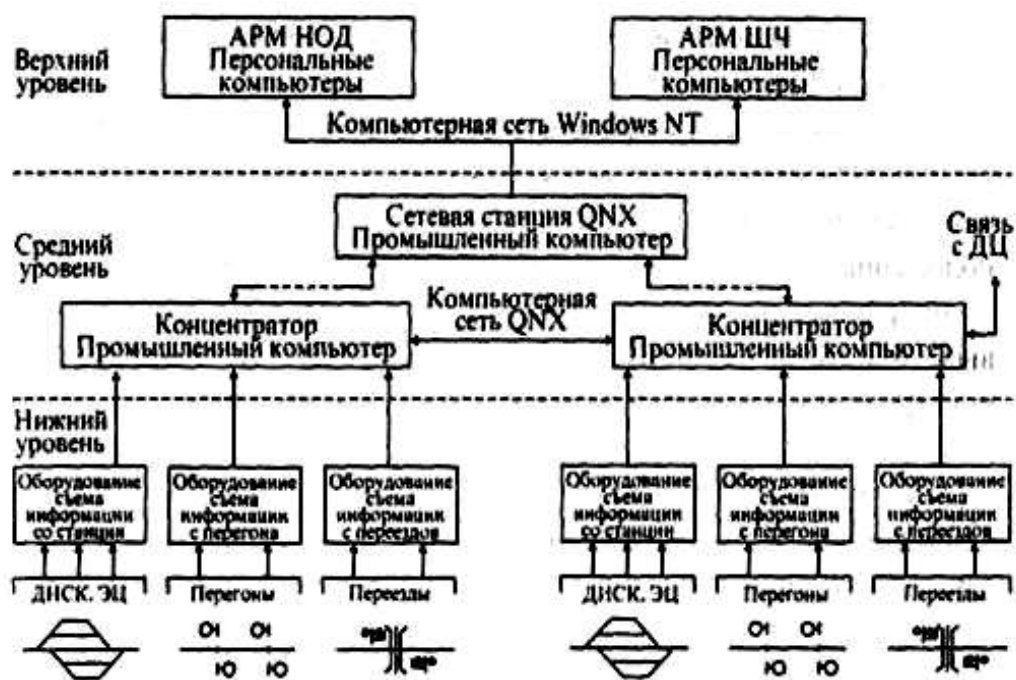 АРМ НОД
Персональные
компьютеры
АРМ ШЧ
Персональные
компьютеры
Верхний
уровень
Компьютерная сеть Windows NT
Сетевая станция QNX
Промышленный компьютер
Связь
с ДЦ
Средний
уровень
Компьютерная
сеть QNX
Концентратор
Промышленный компьютер
Концентратор
Промышленный компьютер
Нижний
уровень
Оборудование
съема
информации
со станции
Оборудование
съема
информации
с перегона
Оборудование
съема
информации
с переездов
Оборудование
съема
информации
со станции
Оборудование
съема
информации
с перегона
Оборудование
съема
информации
с переездов
ДИСК. ЭЦ
Перегоны
Переезды
ДИСК. ЭЦ
Перегоны
Переезды